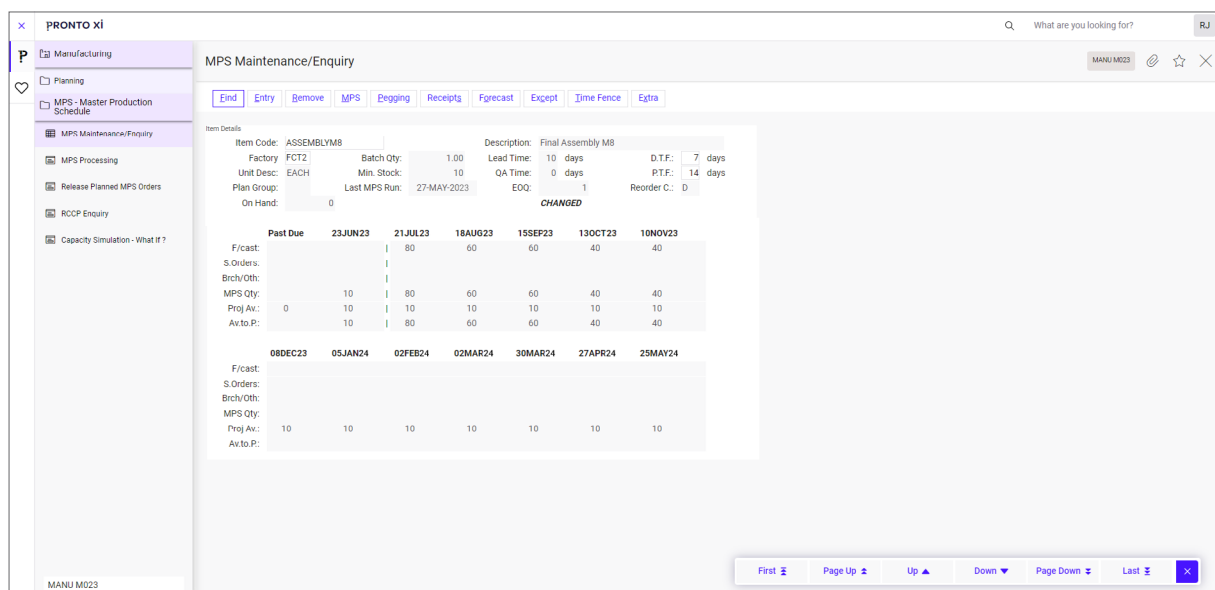 × PRONTO XI What are you looking for? RJ
Manufacturing
Planning
MPS - Master Production
Schedule
MPS Maintenance/Enquiry
MPS Processing
Release Planned MPS Orders
RCCP Enquiry
Capacity Simulation - What If ?
MANU M023
MPS Maintenance/Enquiry MANU M023
Find Entry Remove MPS Pegging Receipts Forecast Except Time Fence Extra
Item Details
Item Code: ASSEMBLYM8 Description: Final Assembly M8
Factory FCT2 Batch Qty: 1.00 Lead Time: 10 days D.T.F.: 7 days
Unit Desc: EACH Min. Stock: 10 QA Time: 0 days P.T.F.: 14 days
Plan Group: Last MPS Run: 27-MAY-2023 EOQ: 1 Reorder C.: D
On Hand: 0 CHANGED
Past Due 23JUN23 21JUL23 18AUG23 15SEP23 13OCT23 10NOV23
F/cast: | 80 60 60 40 40
S.Orders: |
Brch/Oth: |
MPS Qty: 10 | 80 60 60 40 40
Proj Av.: 0 10 | 10 10 10 10 10
Av.to.P.: 10 | 80 60 60 40 40
08DEC23 05JAN24 02FEB24 02MAR24 30MAR24 27APR24 25MAY24
F/cast:
S.Orders:
Brch/Oth:
MPS Qty:
Proj Av.: 10 10 10 10 10 10 10
Av.to.P.:
First Page Up Up Down Page Down Last ×